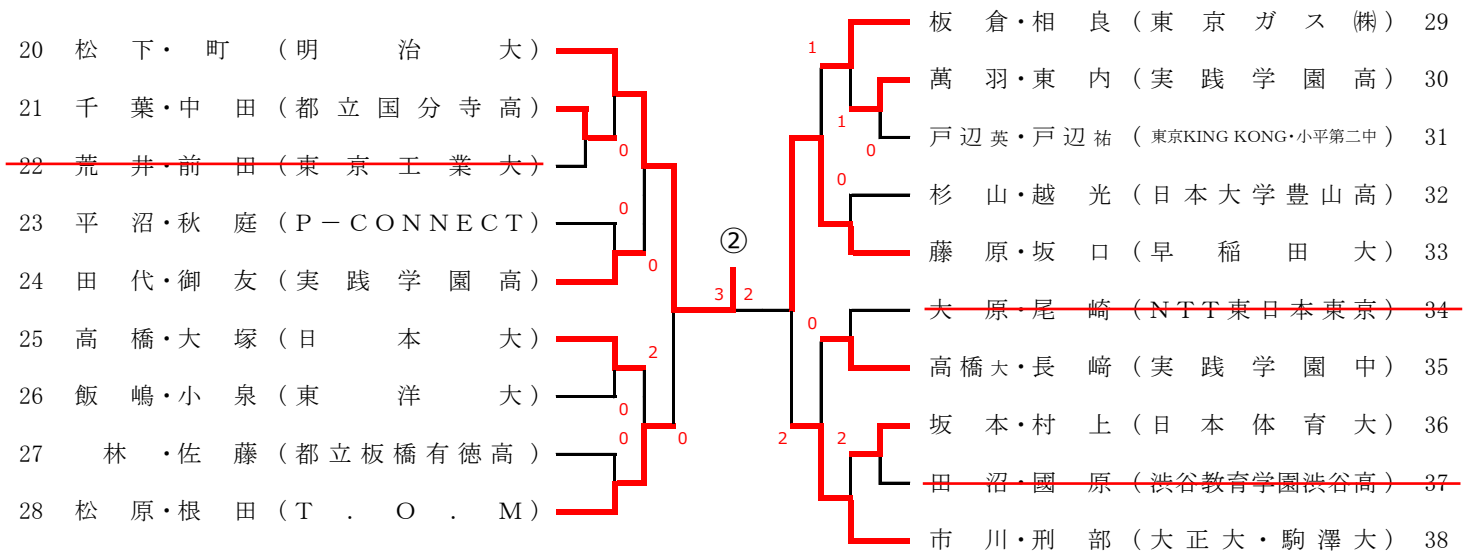 20 松下・町（明治大）
21 千葉・中田（都立国分寺高）
0
22 荒井・前田（東京工業大）
0
23 平沼・秋庭（P－CONNECT）
24 田代・御友（実践学園高）
0
25 高橋・大塚（日本大）
2
26 飯嶋・小泉（東洋大）
0
27 林・佐藤（都立板橋有徳高）
0 0
28 松原・根田（T．O．M）
②
3 2
板倉・相良（東京ガス㈱） 29
1
萬羽・東内（実践学園高） 30
1
戸辺英・戸辺祐（東京KING KONG・小平第二中） 31
0
0
杉山・越光（日本大学豊山高） 32
藤原・坂口（早稲田大） 33
大原・尾崎（NTT東日本東京） 34
0
高橋大・長﨑（実践学園中） 35
坂本・村上（日本体育大） 36
2 2
田沼・國原（渋谷教育学園渋谷高） 37
市川・刑部（大正大・駒澤大） 38